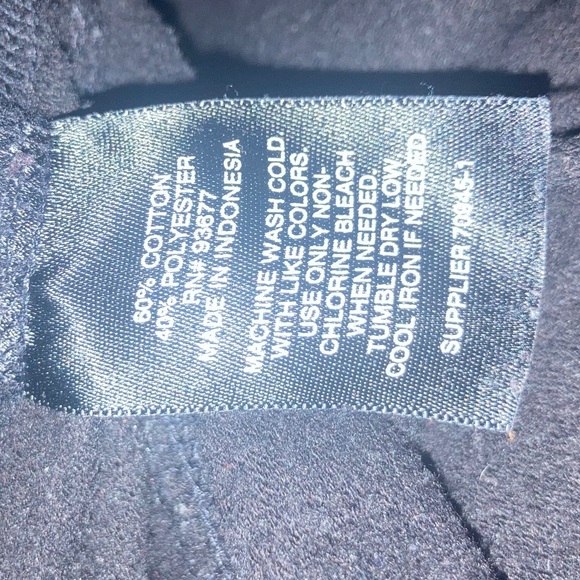 60% COTTON
40% POLYESTER
RN# 93677
MADE IN INDONESIA
MACHINE WASH COLD
WITH LIKE COLORS.
USE ONLY NON-
CHLORINE BLEACH
WHEN NEEDED.
TUMBLE DRY LOW
COOL IRON IF NEEDED.
SUPPLIER